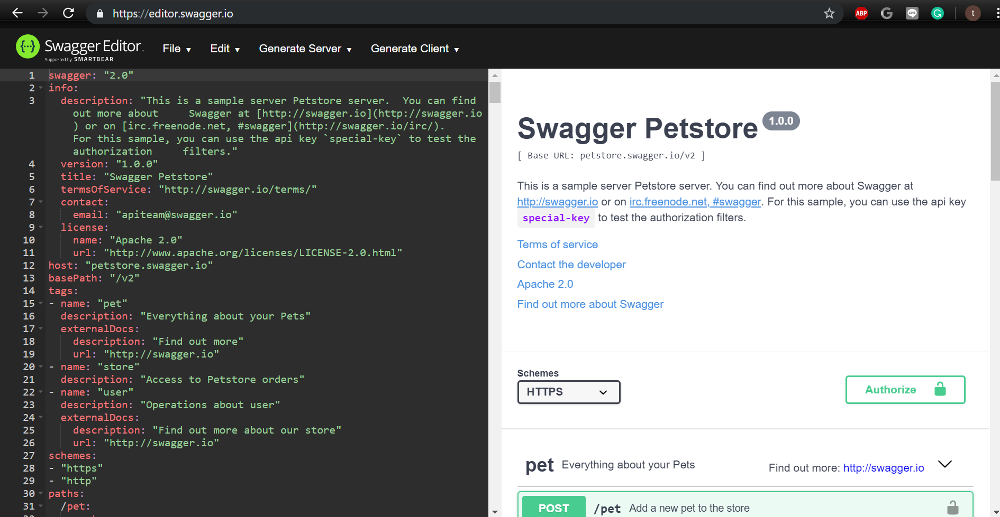 https://editor.swagger.io
ABP
G
LINE
G
t
{...} Swagger Editor
Supported by SMARTBEAR
File ▼ Edit ▼ Generate Server ▼ Generate Client ▼
1 swagger: "2.0"
2 info:
3 description: "This is a sample server Petstore server.  You can find
out more about     Swagger at [http://swagger.io](http://swagger.io
) or on [irc.freenode.net, #swagger](http://swagger.io/irc/).
For this sample, you can use the api key `special-key` to test the
authorization     filters."
4 version: "1.0.0"
5 title: "Swagger Petstore"
6 termsOfService: "http://swagger.io/terms/"
7 contact:
8 email: "apiteam@swagger.io"
9 license:
10 name: "Apache 2.0"
11 url: "http://www.apache.org/licenses/LICENSE-2.0.html"
12 host: "petstore.swagger.io"
13 basePath: "/v2"
14 tags:
15 - name: "pet"
16 description: "Everything about your Pets"
17 externalDocs:
18 description: "Find out more"
19 url: "http://swagger.io"
20 - name: "store"
21 description: "Access to Petstore orders"
22 - name: "user"
23 description: "Operations about user"
24 externalDocs:
25 description: "Find out more about our store"
26 url: "http://swagger.io"
27 schemes:
28 - "https"
29 - "http"
30 paths:
31 /pet:
Swagger Petstore 1.0.0
[ Base URL: petstore.swagger.io/v2 ]
This is a sample server Petstore server. You can find out more about Swagger at
http://swagger.io or on irc.freenode.net, #swagger. For this sample, you can use the api key
special-key to test the authorization filters.
Terms of service
Contact the developer
Apache 2.0
Find out more about Swagger
Schemes
HTTPS
Authorize
pet Everything about your Pets
Find out more: http://swagger.io
POST /pet Add a new pet to the store